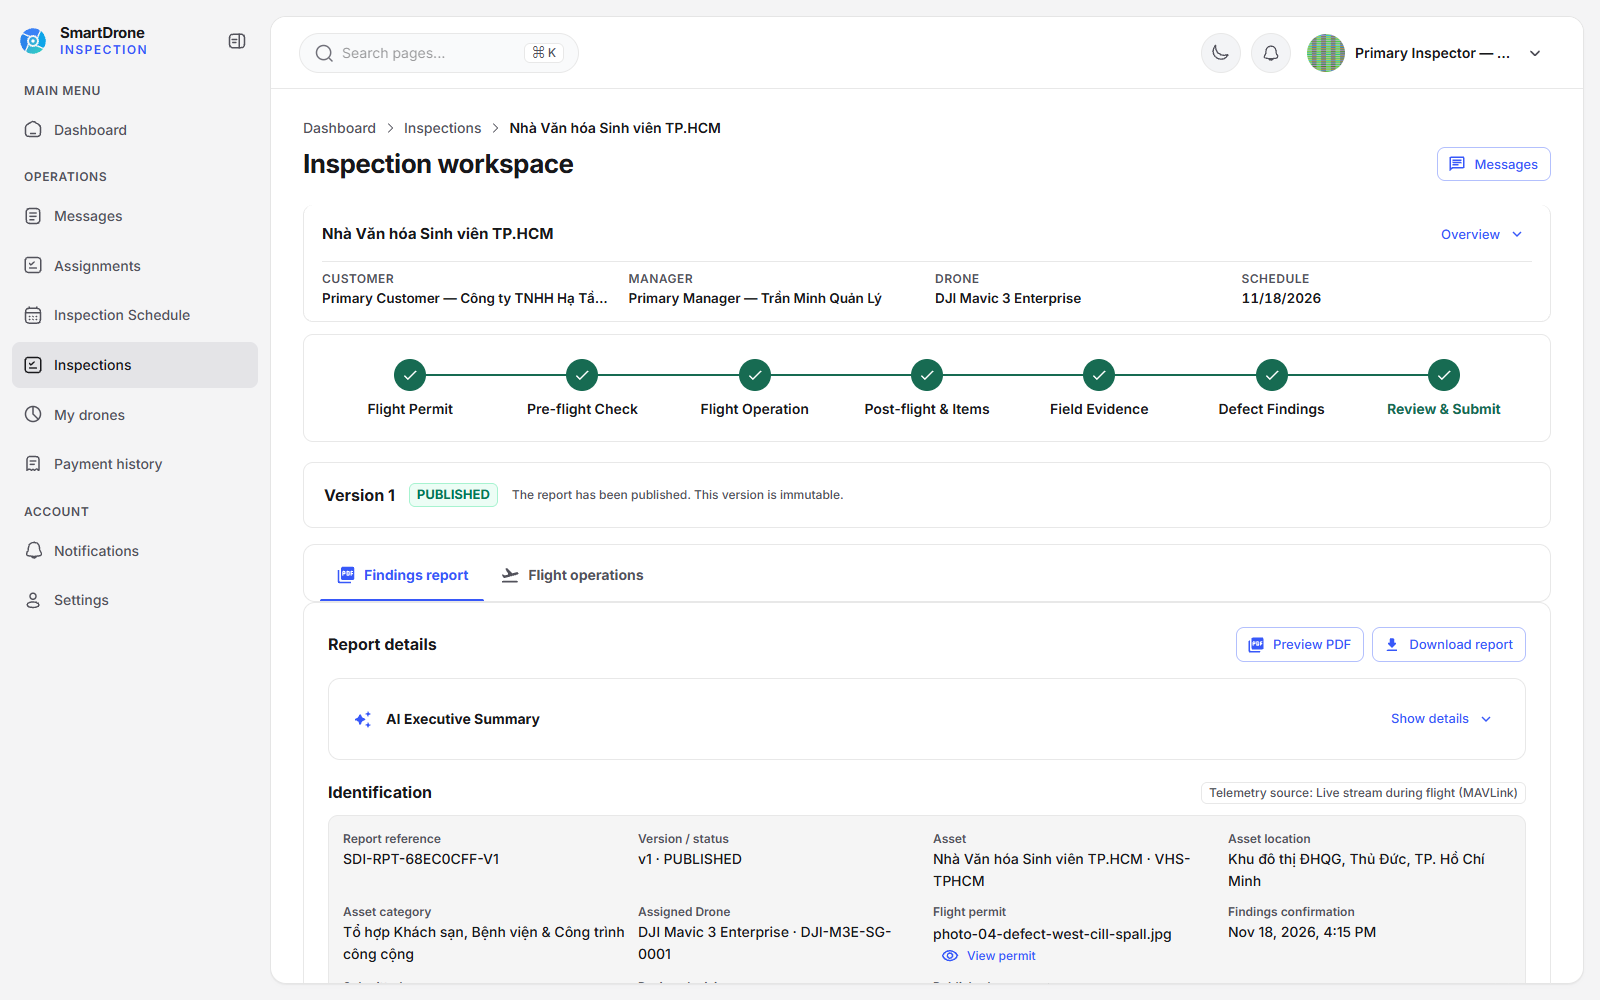 SmartDrone
INSPECTION
MAIN MENU
Dashboard
OPERATIONS
Messages
Assignments
Inspection Schedule
Inspections
My drones
Payment history
ACCOUNT
Notifications
Settings
Search pages... ⌘ K
Primary Inspector — ...
Dashboard > Inspections > Nhà Văn hóa Sinh viên TP.HCM
Inspection workspace
Messages
Nhà Văn hóa Sinh viên TP.HCM
Overview
CUSTOMER
Primary Customer — Công ty TNHH Hạ Tầ...
MANAGER
Primary Manager — Trần Minh Quản Lý
DRONE
DJI Mavic 3 Enterprise
SCHEDULE
11/18/2026
Flight Permit
Pre-flight Check
Flight Operation
Post-flight & Items
Field Evidence
Defect Findings
Review & Submit
Version 1 PUBLISHED The report has been published. This version is immutable.
Findings report
Flight operations
Report details
Preview PDF
Download report
AI Executive Summary
Show details
Identification
Telemetry source: Live stream during flight (MAVLink)
Report reference
SDI-RPT-68EC0CFF-V1
Version / status
v1 · PUBLISHED
Asset
Nhà Văn hóa Sinh viên TP.HCM · VHS-
TPHCM
Asset location
Khu đô thị ĐHQG, Thủ Đức, TP. Hồ Chí
Minh
Asset category
Tổ hợp Khách sạn, Bệnh viện & Công trình
công cộng
Assigned Drone
DJI Mavic 3 Enterprise · DJI-M3E-SG-
0001
Flight permit
photo-04-defect-west-cill-spall.jpg
View permit
Findings confirmation
Nov 18, 2026, 4:15 PM